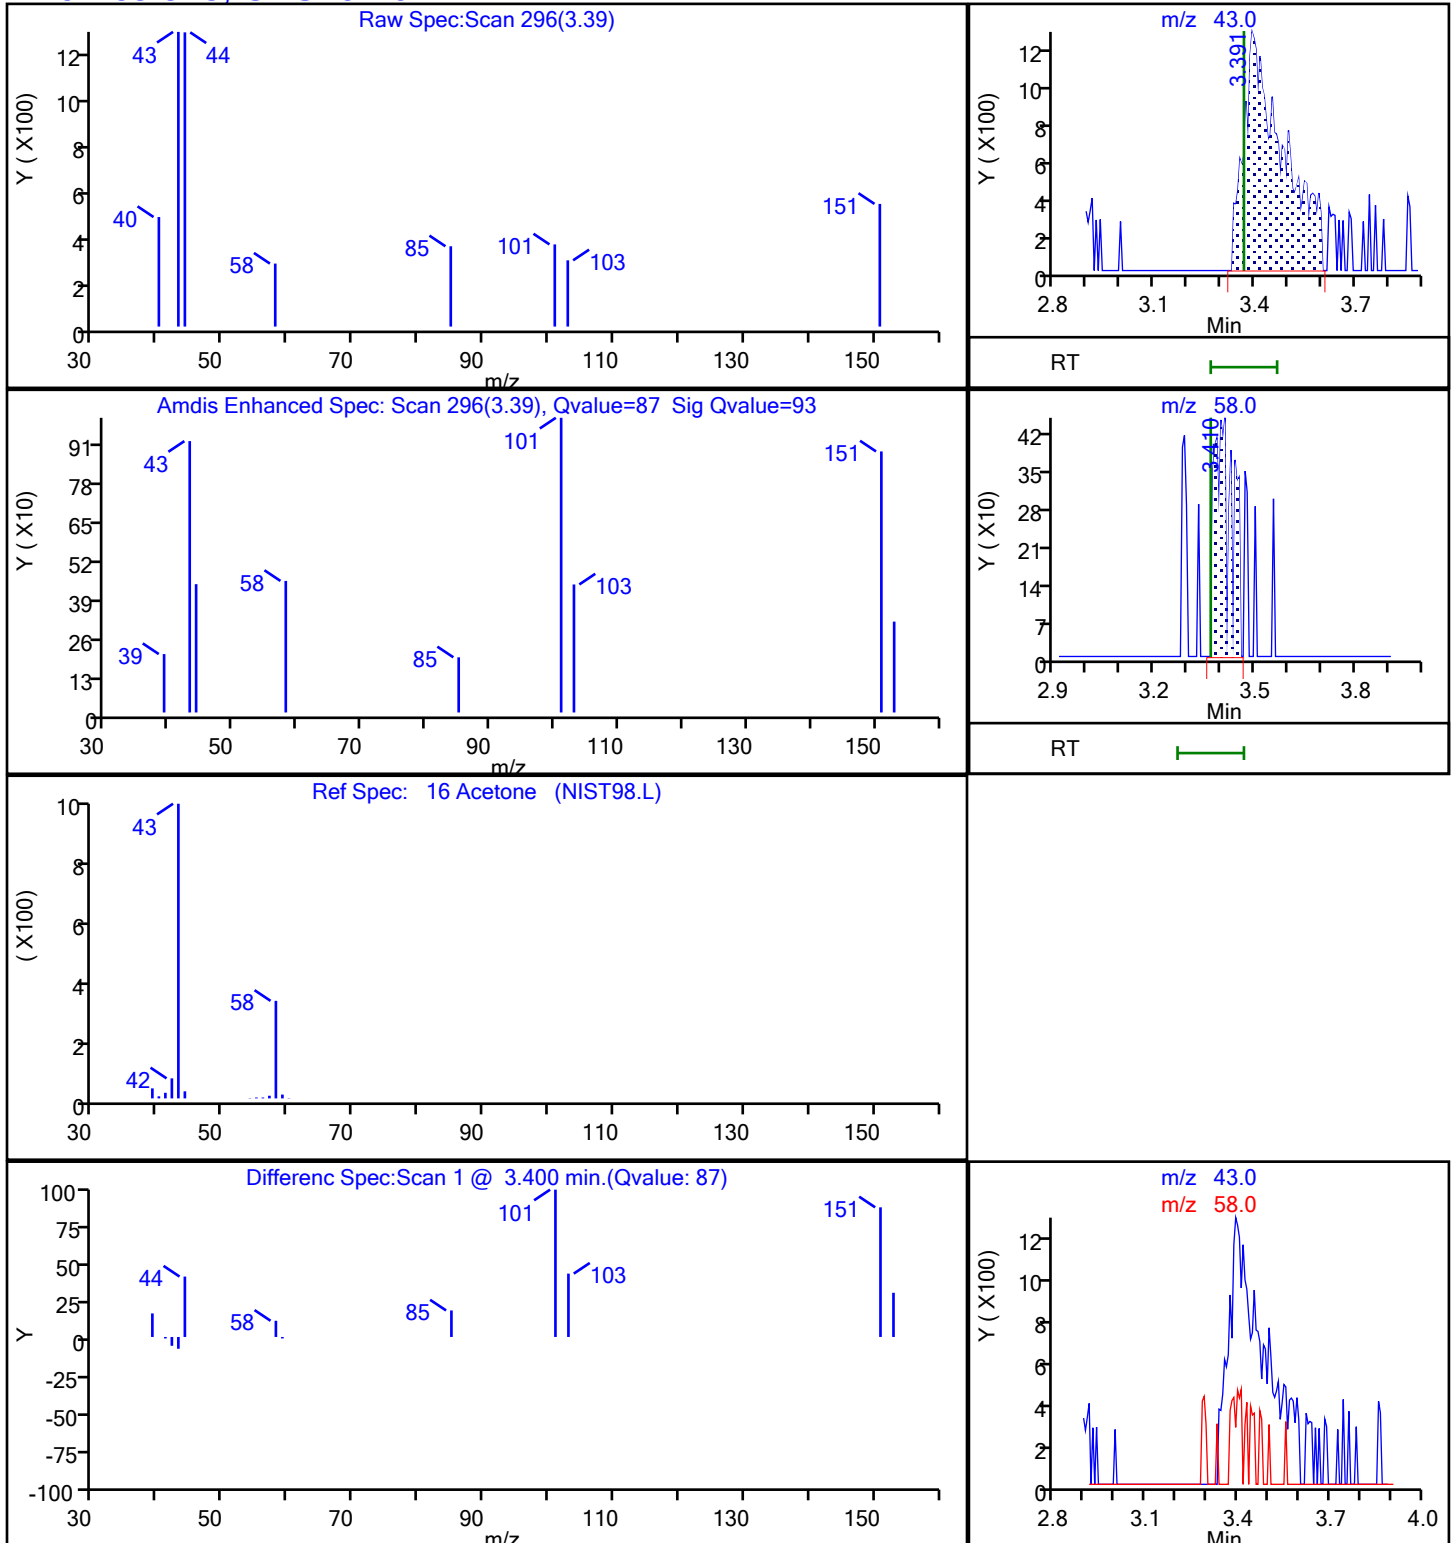 Raw Spec:Scan 296(3.39)
Y ( X100)
12
10
8
6
4
2
0
43
44
40
58
85
101
103
151
30 50 70 90 110 130 150
m/z
m/z 43.0
Y ( X100)
12
10
8
6
4
2
0
3.391
2.8 3.1 3.4 3.7
Min
RT
Amdis Enhanced Spec: Scan 296(3.39), Qvalue=87 Sig Qvalue=93
Y ( X10)
91
78
65
52
39
26
13
0
39
43
58
85
101
103
151
30 50 70 90 110 130 150
m/z
m/z 58.0
Y ( X10)
42
35
28
21
14
7
0
3.410
2.9 3.2 3.5 3.8
Min
RT
Ref Spec: 16 Acetone (NIST98.L)
( X100)
10
8
6
4
2
0
43
58
42
30 50 70 90 110 130 150
Differenc Spec:Scan 1 @ 3.400 min.(Qvalue: 87)
Y
100
75
50
25
0
-25
-50
-75
-100
44
58
85
101
103
151
30 50 70 90 110 130 150
m/z
m/z 43.0
m/z 58.0
Y ( X100)
12
10
8
6
4
2
0
2.8 3.1 3.4 3.7 4.0
Min